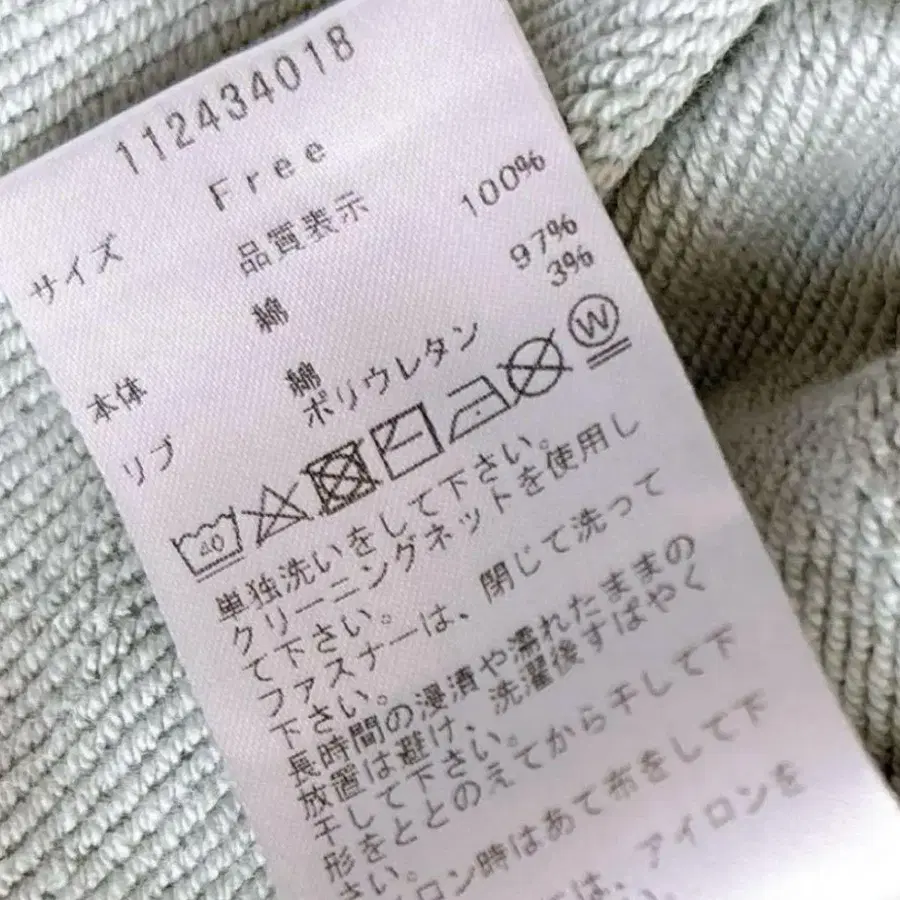 112434018
サイズ Free
品質表示
本体 綿 100%
リブ 綿 97%
ポリウレタン 3%
40 W
単独洗いをして下さい。
クリーニングネットを使用し
て下さい。
ファスナーは、閉じて洗って
下さい。
長時間の浸漬や濡れたままの
放置は避け、洗濯後すばやく
干して下さい。
形をととのえてから干して下
さい。
ロン時はあて布をして下
は、アイロンを